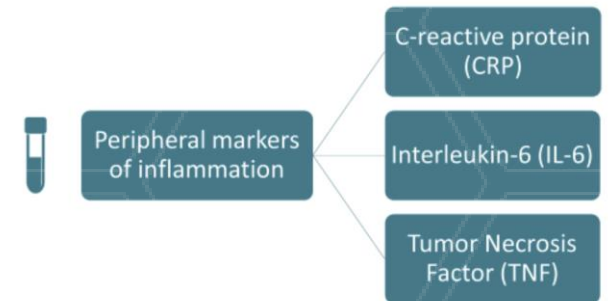 C-reactive protein
(CRP)
Peripheral markers
of inflammation
Interleukin-6 (IL-6)
Tumor Necrosis
Factor (TNF)